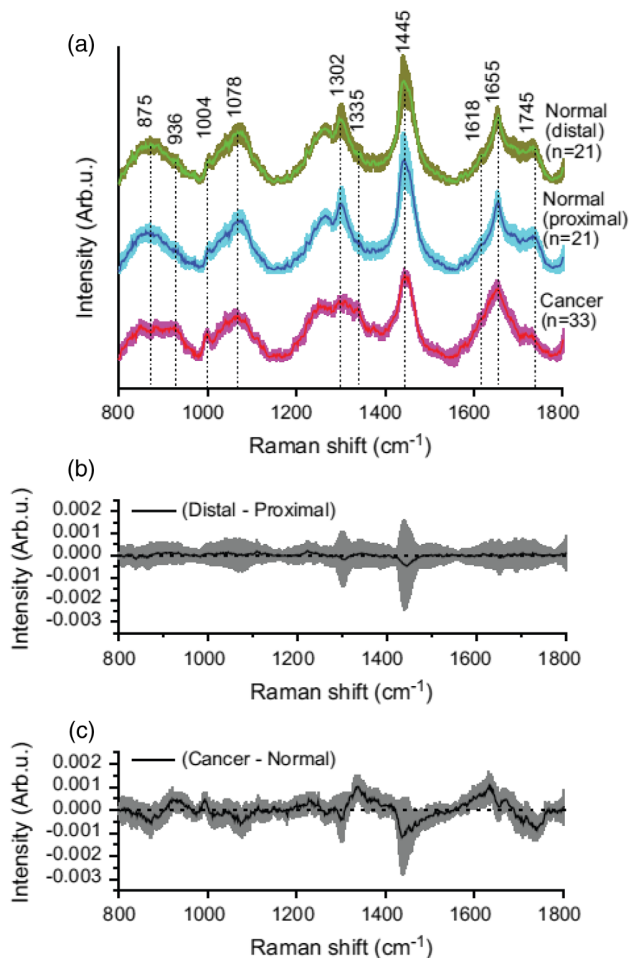 (a)
875
936
1004
1078
1302
1335
1445
1618
1655
1745
Normal
(distal)
(n=21)
Normal
(proximal)
(n=21)
Cancer
(n=33)
Intensity (Arb.u.)
800 1000 1200 1400 1600 1800
Raman shift (cm⁻¹)
(b)
(Distal - Proximal)
0.002
0.001
0.000
-0.001
-0.002
-0.003
Intensity (Arb.u.)
800 1000 1200 1400 1600 1800
Raman shift (cm⁻¹)
(c)
(Cancer - Normal)
0.002
0.001
0.000
-0.001
-0.002
-0.003
Intensity (Arb.u.)
800 1000 1200 1400 1600 1800
Raman shift (cm⁻¹)